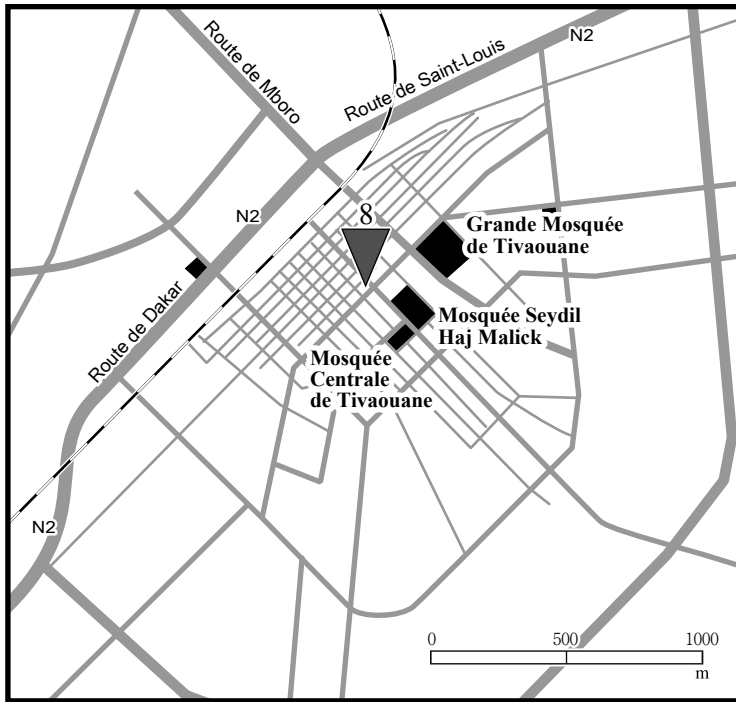 Route de Mboro
Route de Saint-Louis
N2
N2
8
Grande Mosquée
de Tivaouane
Route de Dakar
Mosquée Seydil
Haj Malick
Mosquée
Centrale
de Tivaouane
N2
0 500 1000
m